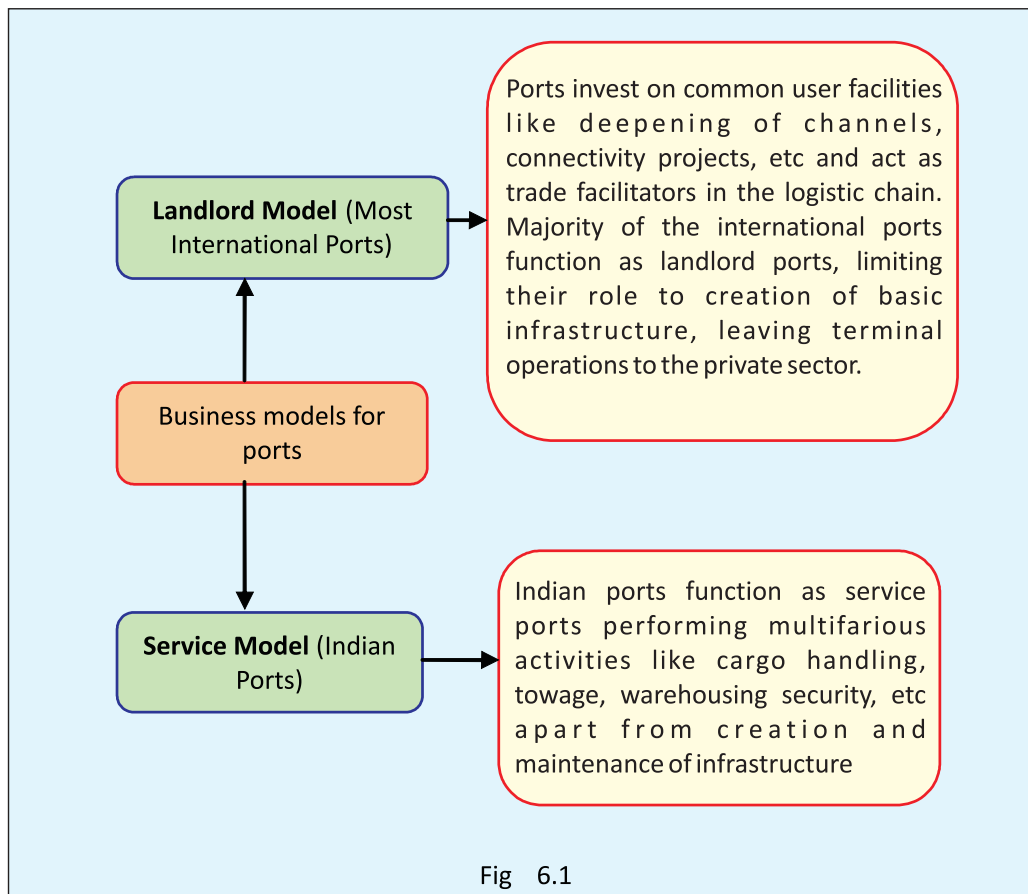 Ports invest on common user facilities
like deepening of channels,
connectivity projects, etc and act as
trade facilitators in the logistic chain.
Majority of the international ports
function as landlord ports, limiting
their role to creation of basic
infrastructure, leaving terminal
operations to the private sector.
Landlord Model (Most
International Ports)
Business models for
ports
Service Model (Indian
Ports)
Indian ports function as service
ports performing multifarious
activities like cargo handling,
towage, warehousing security, etc
apart from creation and
maintenance of infrastructure
Fig 6.1